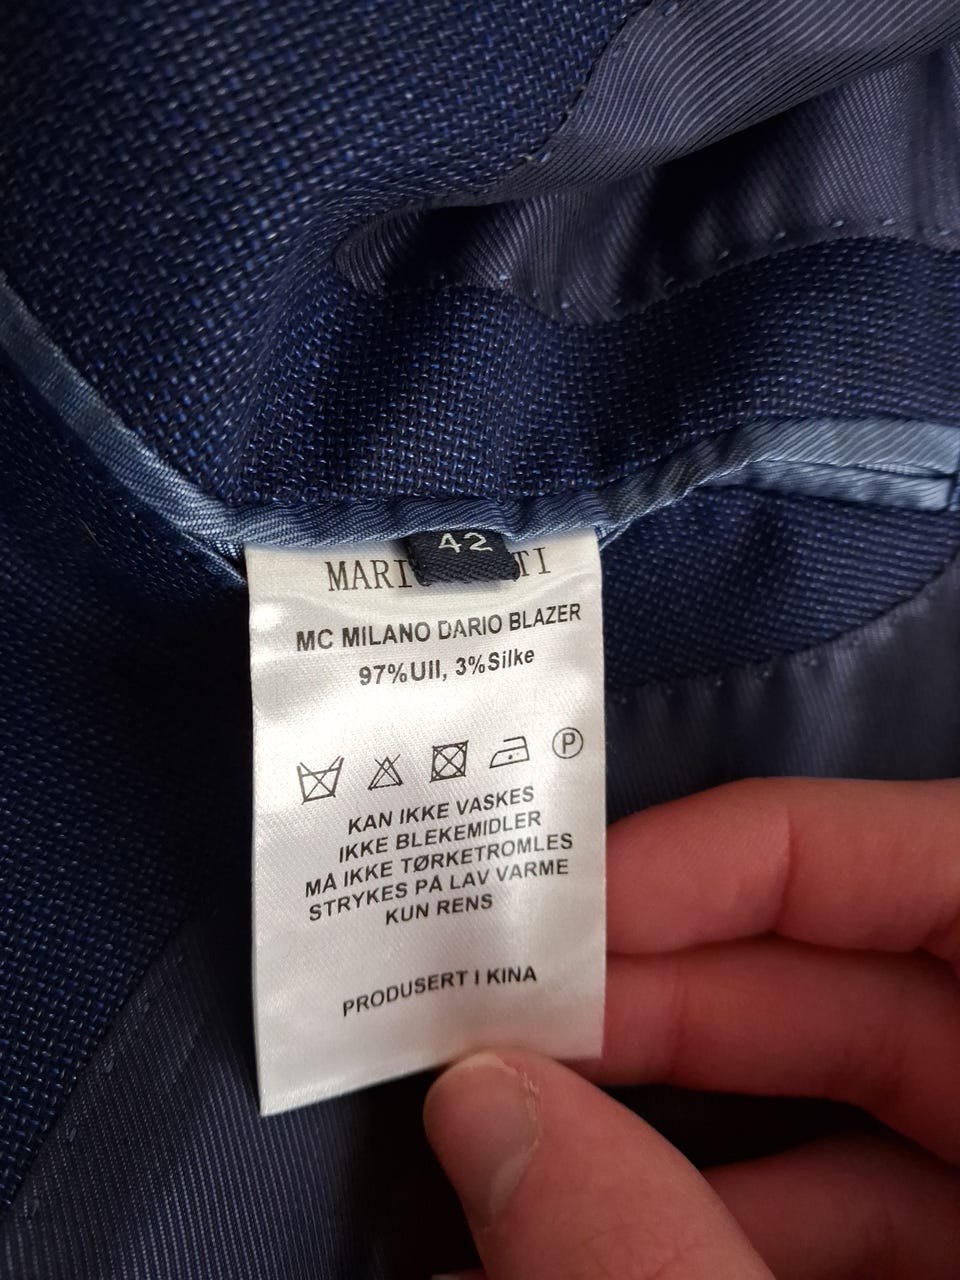 42
MC MILANO DARIO BLAZER
97%Ull, 3%Silke
P
KAN IKKE VASKES
IKKE BLEKEMIDLER
MÅ IKKE TØRKETROMLES
STRYKES PÅ LAV VARME
KUN RENS
PRODUSERT I KINA